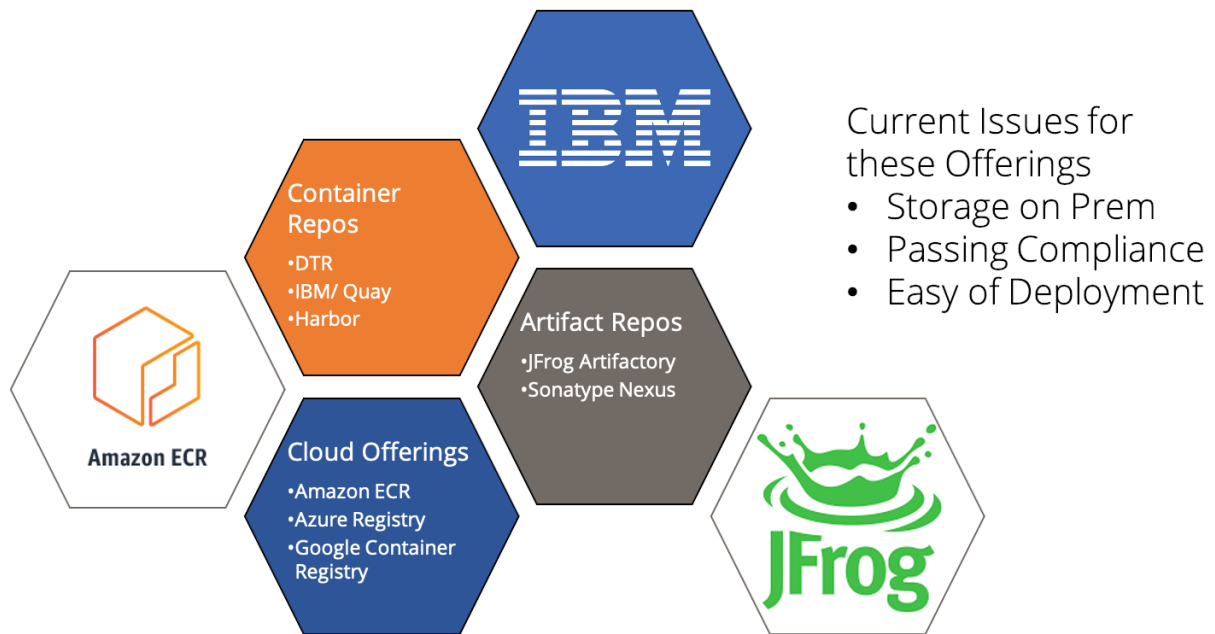 IBM
Container
Repos
•DTR
•IBM/ Quay
•Harbor
Amazon ECR
Cloud Offerings
•Amazon ECR
•Azure Registry
•Google Container
Registry
Artifact Repos
•JFrog Artifactory
•Sonatype Nexus
JFrog
Current Issues for
these Offerings
• Storage on Prem
• Passing Compliance
• Easy of Deployment